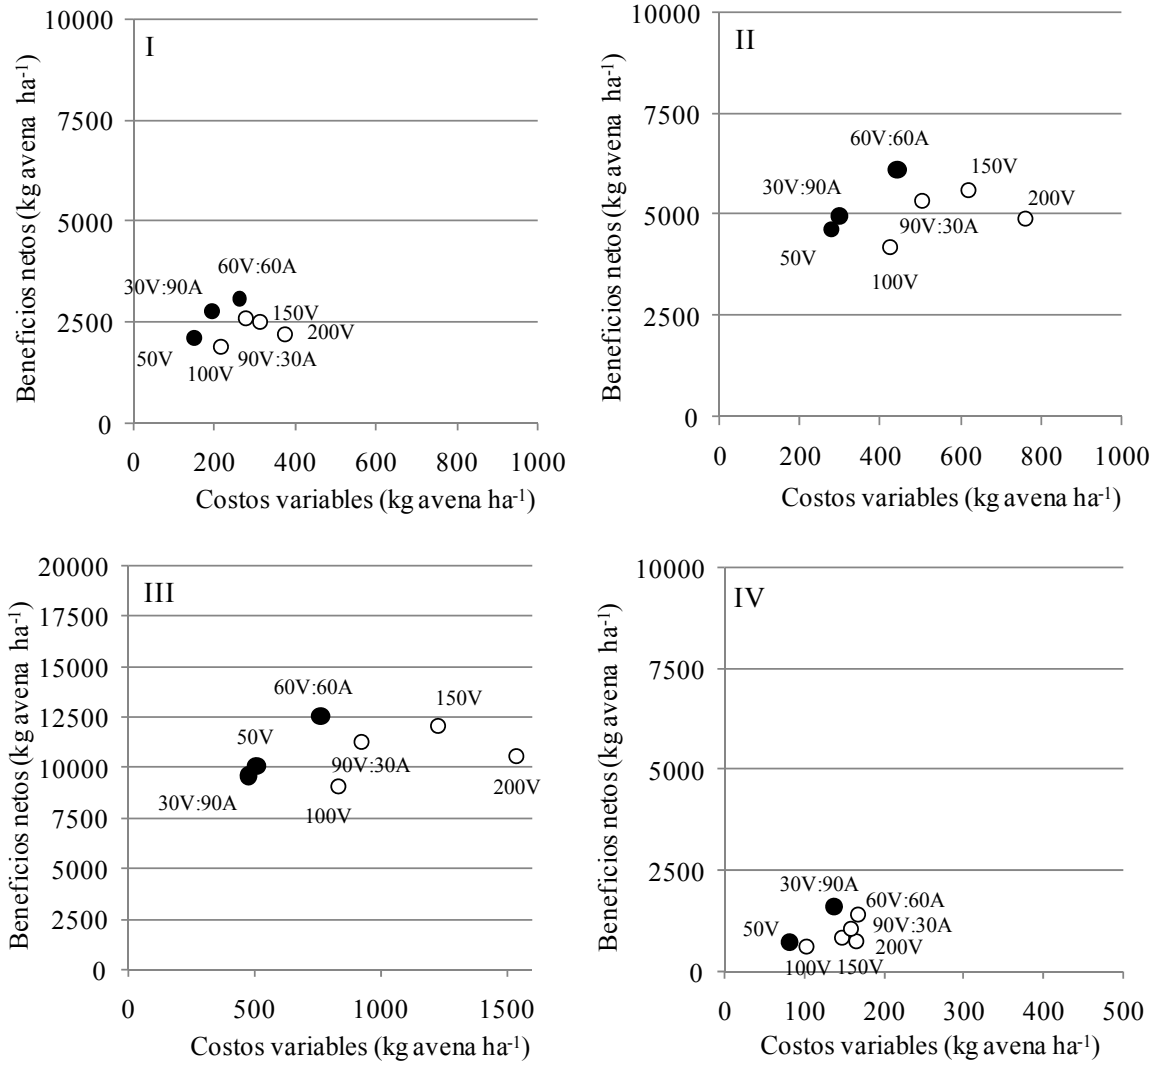 I
10000
7500
5000
2500
0
0 200 400 600 800 1000
Beneficios netos (kg avena ha-1)
Costos variables (kg avena ha-1)
60V:60A
30V:90A
150V
200V
50V
90V:30A
100V
II
10000
7500
5000
2500
0
0 200 400 600 800 1000
Beneficios netos (kg avena ha-1)
Costos variables (kg avena ha-1)
60V:60A
150V
30V:90A
200V
90V:30A
50V
100V
III
20000
17500
15000
12500
10000
7500
5000
2500
0
0 500 1000 1500
Beneficios netos (kg avena ha-1)
Costos variables (kg avena ha-1)
60V:60A
150V
50V
90V:30A
200V
30V:90A
100V
IV
10000
7500
5000
2500
0
0 100 200 300 400 500
Beneficios netos (kg avena ha-1)
Costos variables (kg avena ha-1)
30V:90A
60V:60A
50V
90V:30A
200V
100V
150V